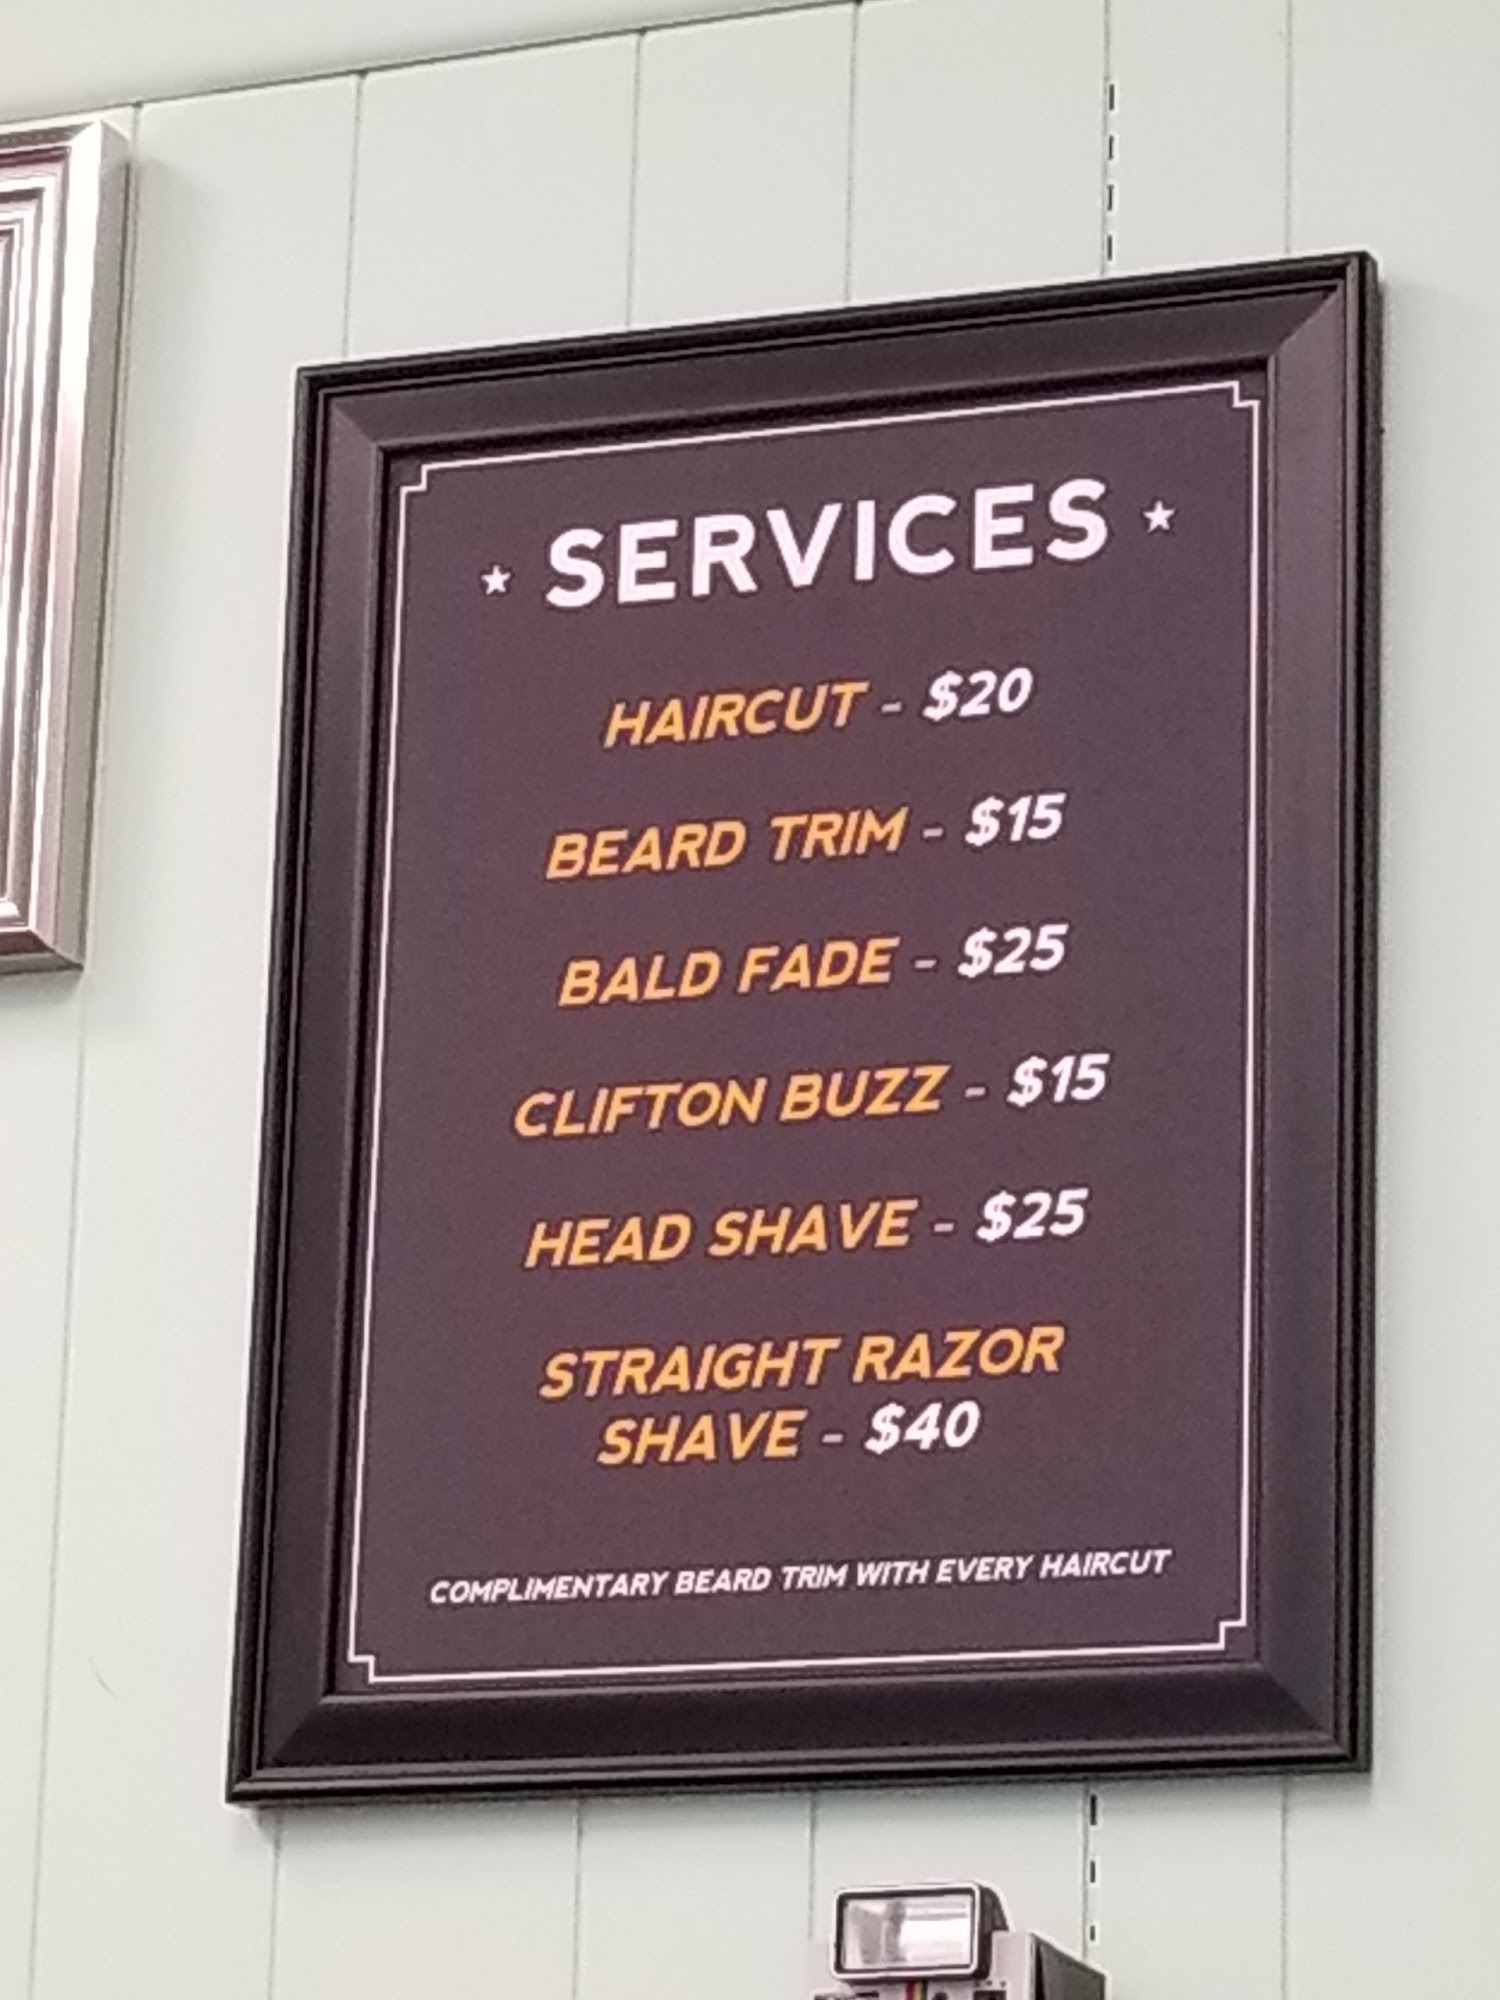 ★ SERVICES ★
HAIRCUT - $20
BEARD TRIM - $15
BALD FADE - $25
CLIFTON BUZZ - $15
HEAD SHAVE - $25
STRAIGHT RAZOR
SHAVE - $40
COMPLIMENTARY BEARD TRIM WITH EVERY HAIRCUT